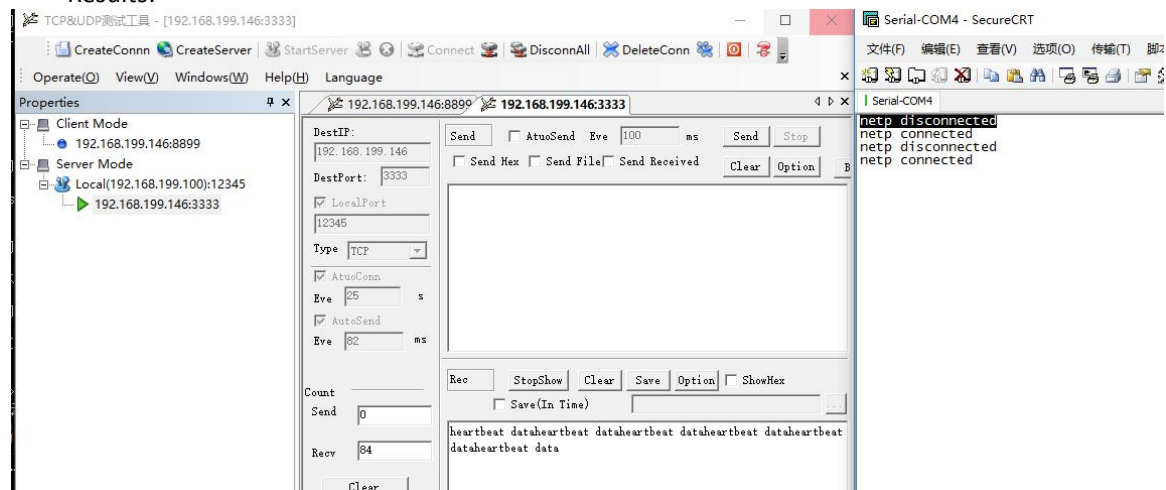 Results:
TCP&UDP测试工具 - [192.168.199.146:3333]
CreateConnn CreateServer StartServer Connect DisconnAll DeleteConn
Operate(O) View(V) Windows(W) Help(H) Language
Properties
Client Mode
192.168.199.146:8899
Server Mode
Local(192.168.199.100):12345
192.168.199.146:3333
192.168.199.146:8899 192.168.199.146:3333
DestIP:
192.168.199.146
DestPort: 3333
LocalPort
12345
Type TCP
AtuoConn
Eve 25 s
AutoSend
Eve 82 ms
Count
Send 0
Recv 84
Clear
Send AtuoSend Eve 100 ms Send Stop
Send Hex Send File Send Received Clear Option B
Rec StopShow Clear Save Option ShowHex
Save(In Time) ...
heartbeat dataheartbeat dataheartbeat dataheartbeat dataheartbeat
dataheartbeat data
Serial-COM4 - SecureCRT
文件(F) 编辑(E) 查看(V) 选项(O) 传输(T)
Serial-COM4
netp disconnected
netp connected
netp disconnected
netp connected